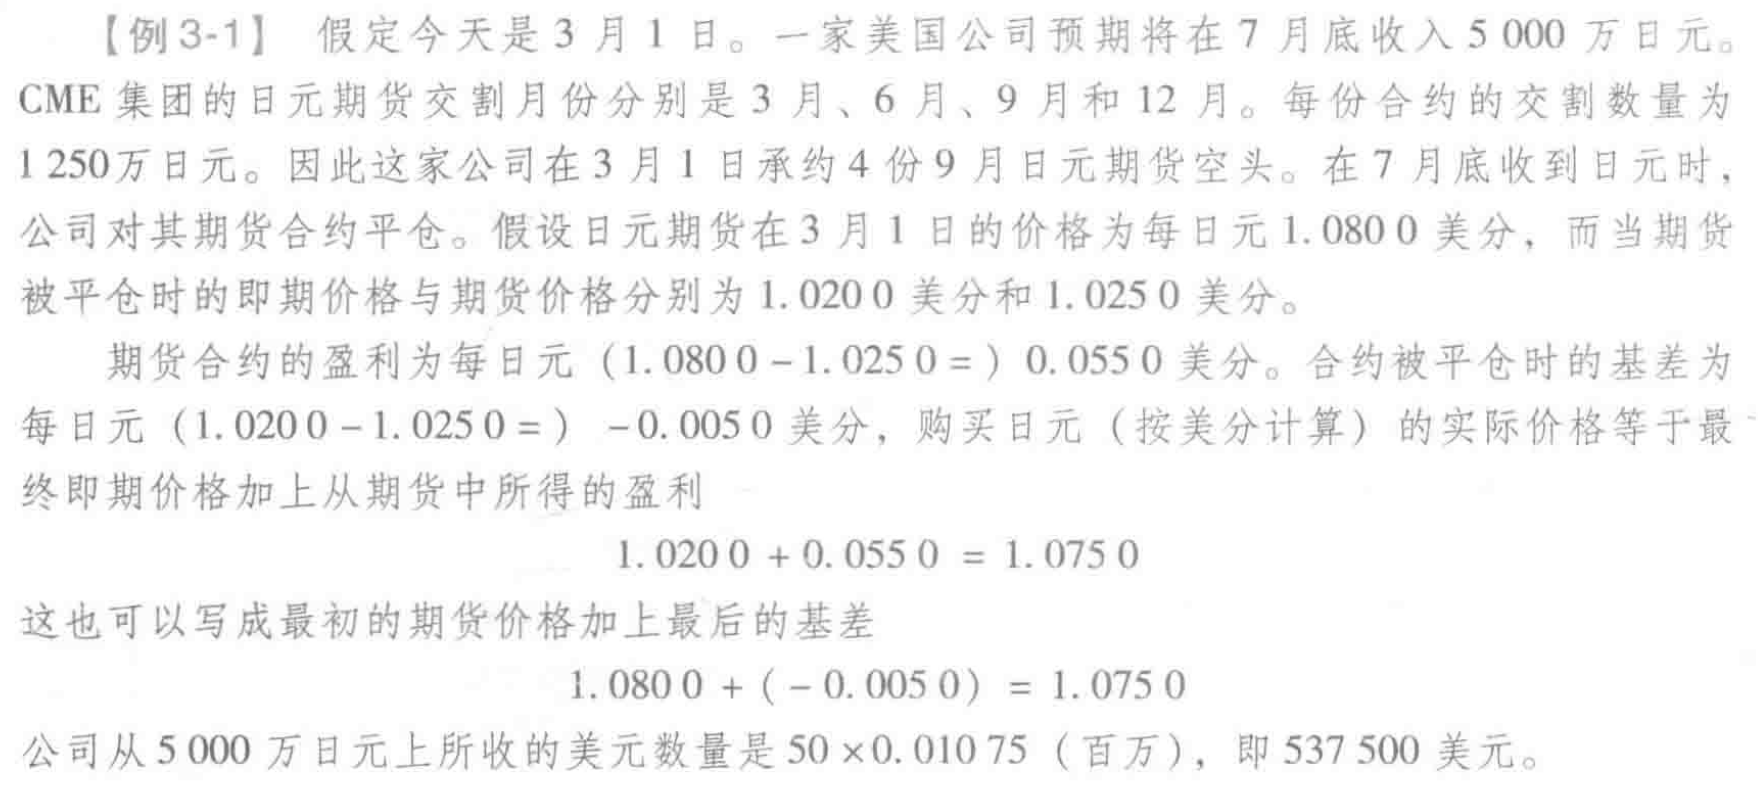 【例3-1】 假定今天是 3 月 1 日。一家美国公司预期将在 7 月底收入 5 000 万日元。
CME 集团的日元期货交割月份分别是 3 月、6 月、9 月和 12 月。每份合约的交割数量为
1 250万日元。因此这家公司在 3 月 1 日承约 4 份 9 月日元期货空头。在 7 月底收到日元时，
公司对其期货合约平仓。假设日元期货在 3 月 1 日的价格为每日元 1.080 0 美分，而当期货
被平仓时的即期价格与期货价格分别为 1.020 0 美分和 1.025 0 美分。
期货合约的盈利为每日元（1.080 0 - 1.025 0 = ）0.055 0 美分。合约被平仓时的基差为
每日元（1.020 0 - 1.025 0 = ） -0.005 0 美分，购买日元（按美分计算）的实际价格等于最
终即期价格加上从期货中所得的盈利
1.020 0 + 0.055 0 = 1.075 0
这也可以写成最初的期货价格加上最后的基差
1.080 0 + ( - 0.005 0) = 1.075 0
公司从 5 000 万日元上所收的美元数量是 50 ×0.010 75（百万），即 537 500 美元。